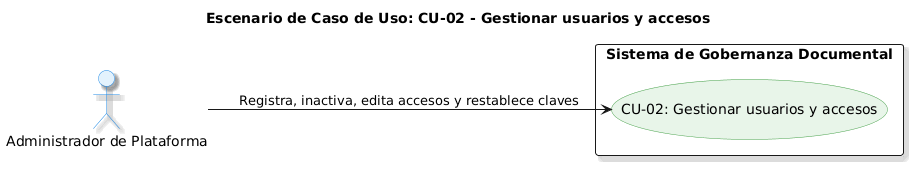 Escenario de Caso de Uso: CU-02 - Gestionar usuarios y accesos
Sistema de Gobernanza Documental
Registra, inactiva, edita accesos y restablece claves
CU-02: Gestionar usuarios y accesos
Administrador de Plataforma